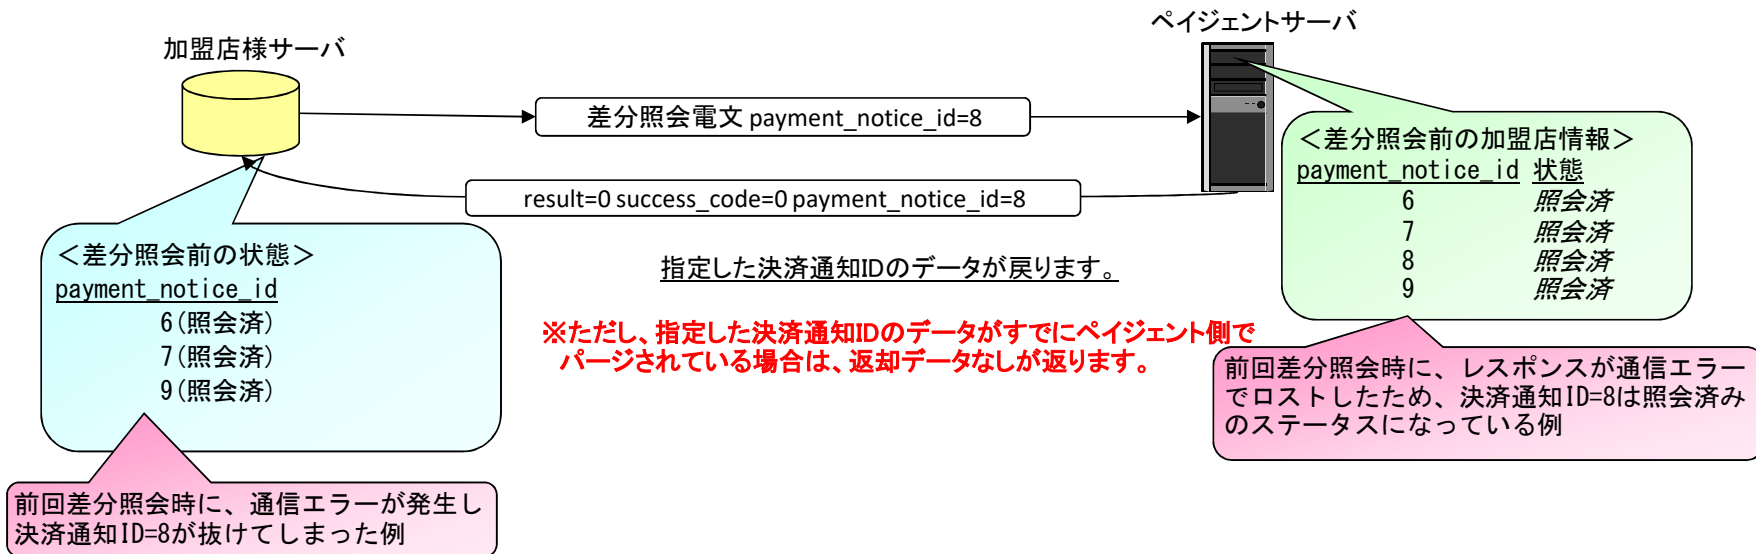 ペイジェントサーバ
加盟店様サーバ
差分照会電文 payment_notice_id=8
result=0 success_code=0 payment_notice_id=8
<差分照会前の加盟店情報>
payment_notice_id 状態
6 照会済
7 照会済
8 照会済
9 照会済
<差分照会前の状態>
payment_notice_id
6(照会済)
7(照会済)
9(照会済)
指定した決済通知IDのデータが戻ります。
※ただし、指定した決済通知IDのデータがすでにペイジェント側で
パージされている場合は、返却データなしが返ります。
前回差分照会時に、レスポンスが通信エラー
でロストしたため、決済通知ID=8は照会済み
のステータスになっている例
前回差分照会時に、通信エラーが発生し
決済通知ID=8が抜けてしまった例